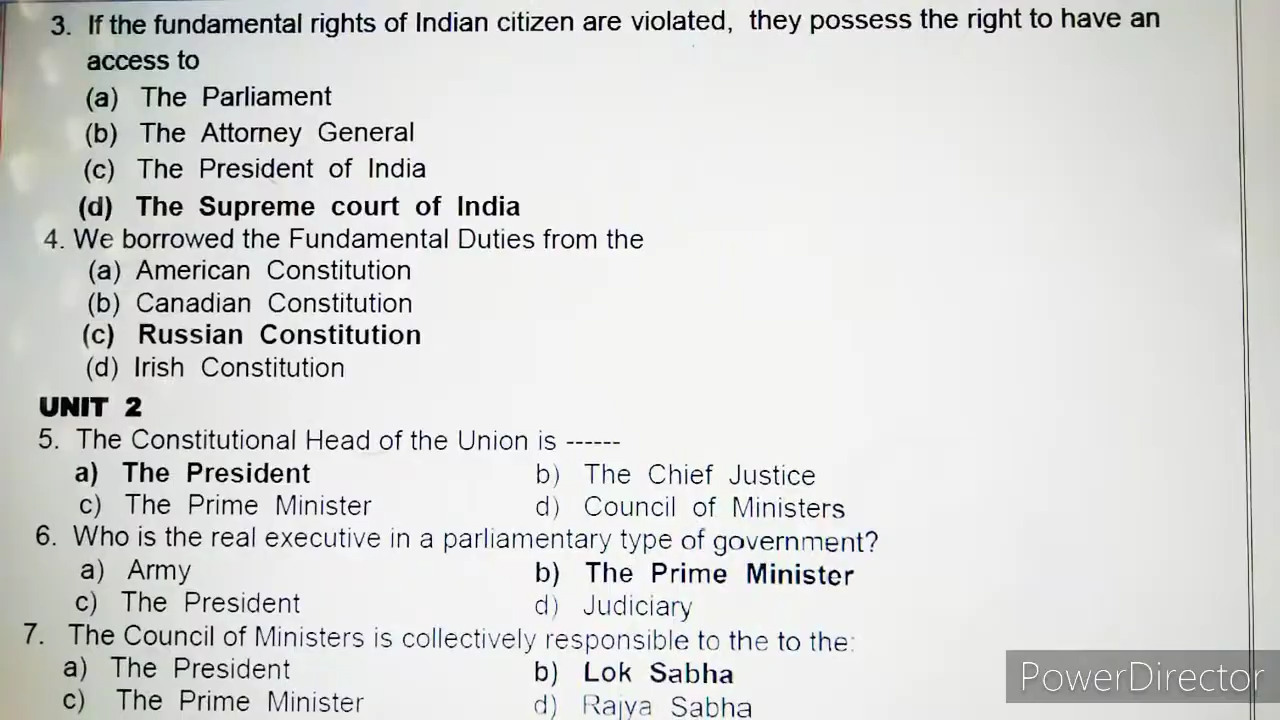 3. If the fundamental rights of Indian citizen are violated, they possess the right to have an
access to
(a) The Parliament
(b) The Attorney General
(c) The President of India
(d) The Supreme court of India
4. We borrowed the Fundamental Duties from the
(a) American Constitution
(b) Canadian Constitution
(c) Russian Constitution
(d) Irish Constitution
UNIT 2
5. The Constitutional Head of the Union is ------
a) The President b) The Chief Justice
c) The Prime Minister d) Council of Ministers
6. Who is the real executive in a parliamentary type of government?
a) Army b) The Prime Minister
c) The President d) Judiciary
7. The Council of Ministers is collectively responsible to the to the:
a) The President b) Lok Sabha
c) The Prime Minister d) Rajya Sabha
PowerDirector